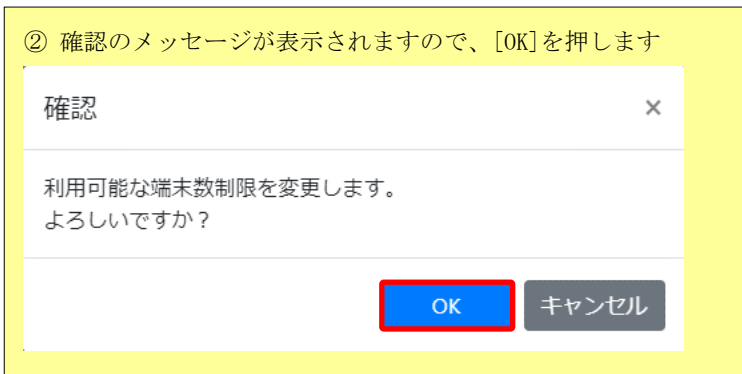 ② 確認のメッセージが表示されますので、[OK]を押します
確認 ×
利用可能な端末数制限を変更します。
よろしいですか？
OK キャンセル